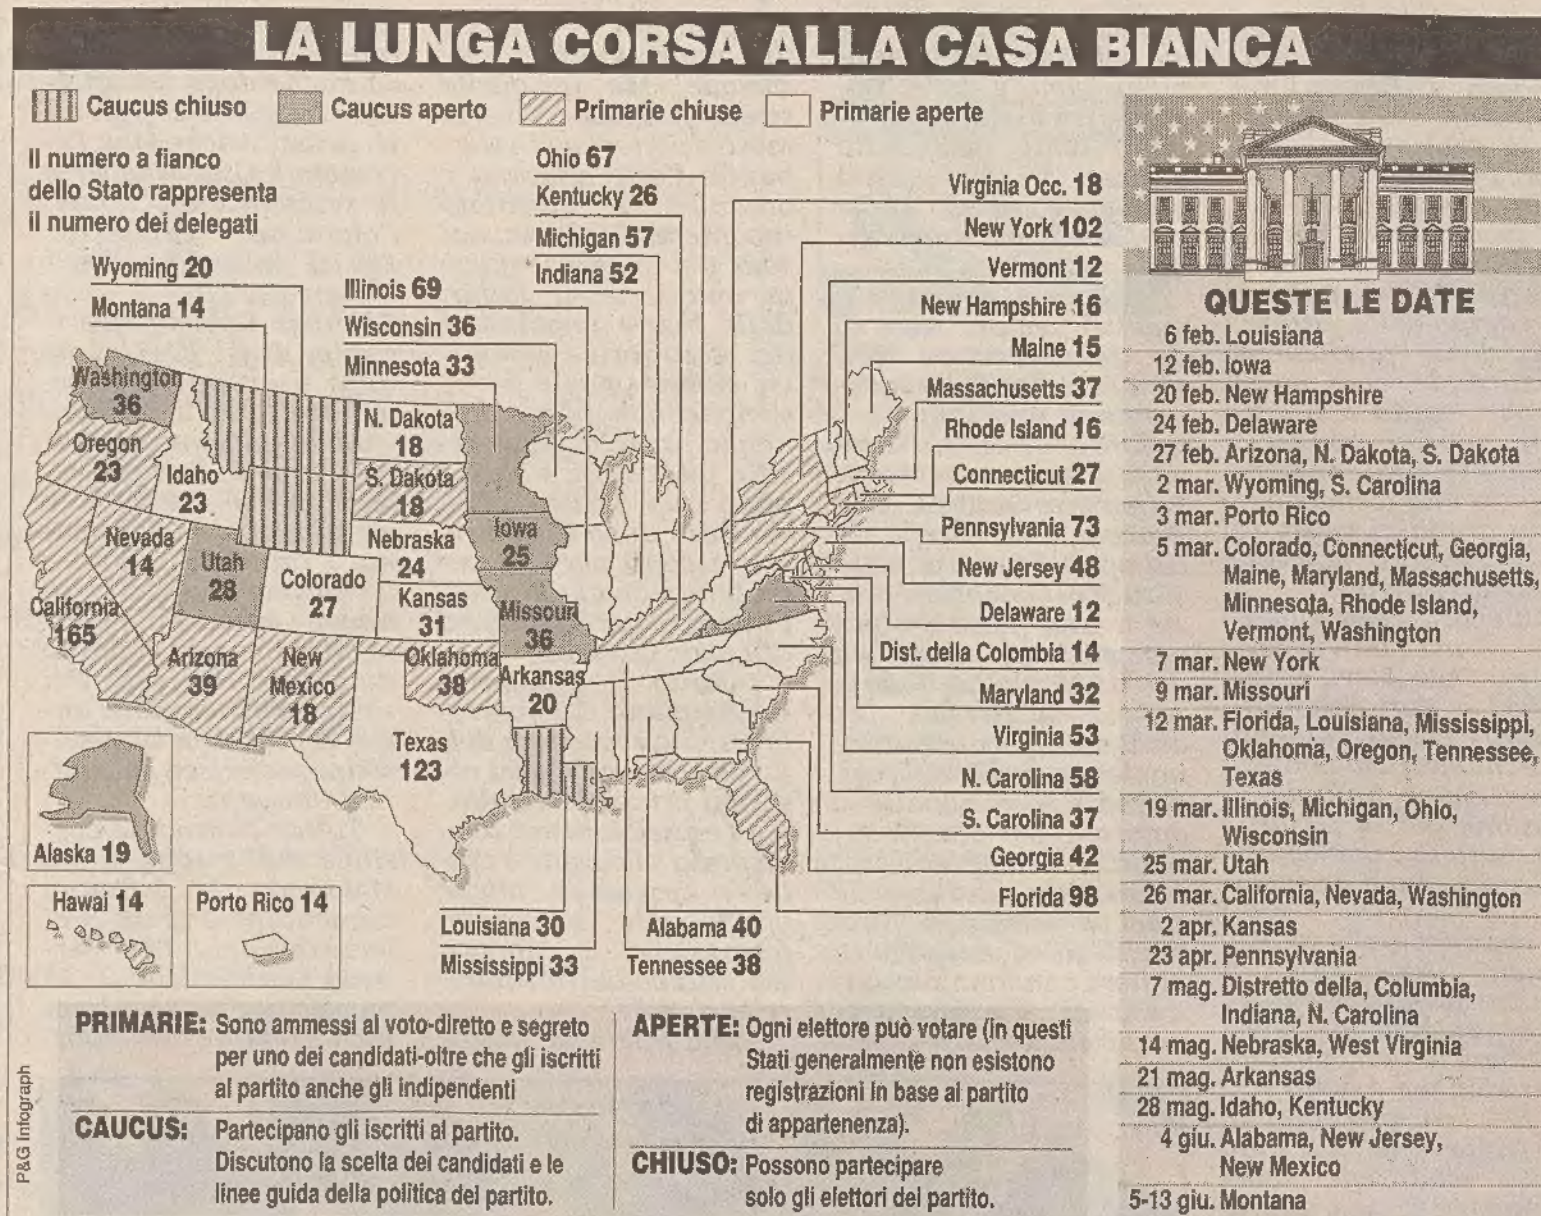 LA LUNGA CORSA ALLA CASA BIANCA
Caucus chiuso
Caucus aperto
Primarie chiuse
Primarie aperte
Il numero a fianco
dello Stato rappresenta
il numero dei delegati
Wyoming 20
Montana 14
Illinois 69
Wisconsin 36
Minnesota 33
Ohio 67
Kentucky 26
Michigan 57
Indiana 52
Virginia Occ. 18
New York 102
Vermont 12
New Hampshire 16
Maine 15
Massachusetts 37
Rhode Island 16
Connecticut 27
Pennsylvania 73
New Jersey 48
Delaware 12
Dist. della Colombia 14
Maryland 32
Virginia 53
N. Carolina 58
S. Carolina 37
Georgia 42
Florida 98
Washington
36
Oregon
23
Idaho
23
N. Dakota
18
S. Dakota
18
Nevada
14
Utah
28
Colorado
27
Nebraska
24
Kansas
31
Iowa
25
Missouri
36
California
165
Arizona
39
New
Mexico
18
Oklahoma
38
Arkansas
20
Texas
123
Alaska 19
Hawai 14
Porto Rico 14
Louisiana 30
Mississippi 33
Alabama 40
Tennessee 38
QUESTE LE DATE
6 feb. Louisiana
12 feb. Iowa
20 feb. New Hampshire
24 feb. Delaware
27 feb. Arizona, N. Dakota, S. Dakota
2 mar. Wyoming, S. Carolina
3 mar. Porto Rico
5 mar. Colorado, Connecticut, Georgia,
Maine, Maryland, Massachusetts,
Minnesota, Rhode Island,
Vermont, Washington
7 mar. New York
9 mar. Missouri
12 mar. Florida, Louisiana, Mississippi,
Oklahoma, Oregon, Tennessee,
Texas
19 mar. Illinois, Michigan, Ohio,
Wisconsin
25 mar. Utah
26 mar. California, Nevada, Washington
2 apr. Kansas
23 apr. Pennsylvania
7 mag. Distretto della, Columbia,
Indiana, N. Carolina
14 mag. Nebraska, West Virginia
21 mag. Arkansas
28 mag. Idaho, Kentucky
4 giu. Alabama, New Jersey,
New Mexico
5-13 giu. Montana
PRIMARIE: Sono ammessi al voto-diretto e segreto
per uno dei candidati-oltre che gli iscritti
al partito anche gli indipendenti
CAUCUS: Partecipano gli iscritti al partito.
Discutono la scelta dei candidati e le
linee guida della politica del partito.
APERTE: Ogni elettore può votare (in questi
Stati generalmente non esistono
registrazioni in base al partito
di appartenenza).
CHIUSO: Possono partecipare
solo gli elettori del partito.
P&G Infograph